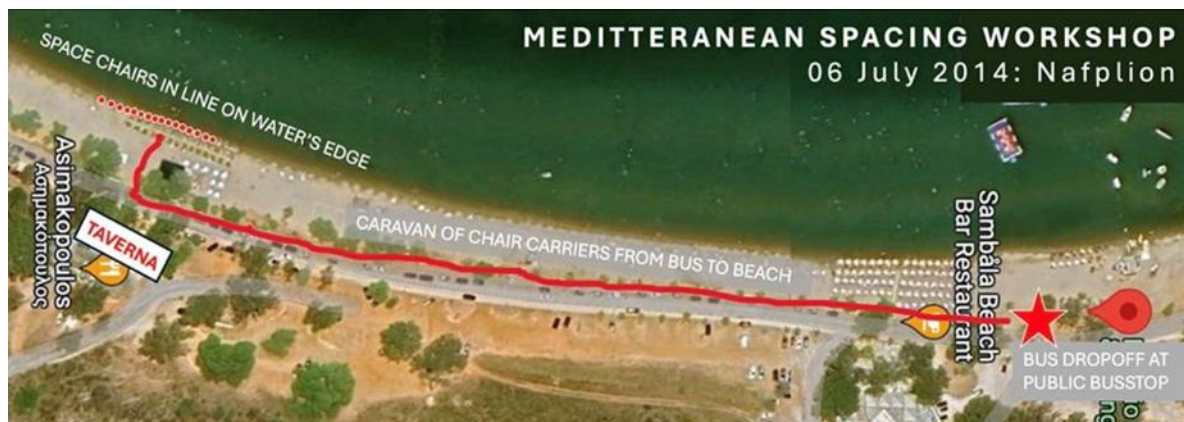 MEDITTERANEAN SPACING WORKSHOP
06 July 2014: Nafplion
SPACE CHAIRS IN LINE ON WATER'S EDGE
CARAVAN OF CHAIR CARRIERS FROM BUS TO BEACH
Asimakopoulos
Ασημακόπουλος
TAVERNA
Sambåla Beach
Bar Restaurant
BUS DROPOFF AT
PUBLIC BUSSTOP